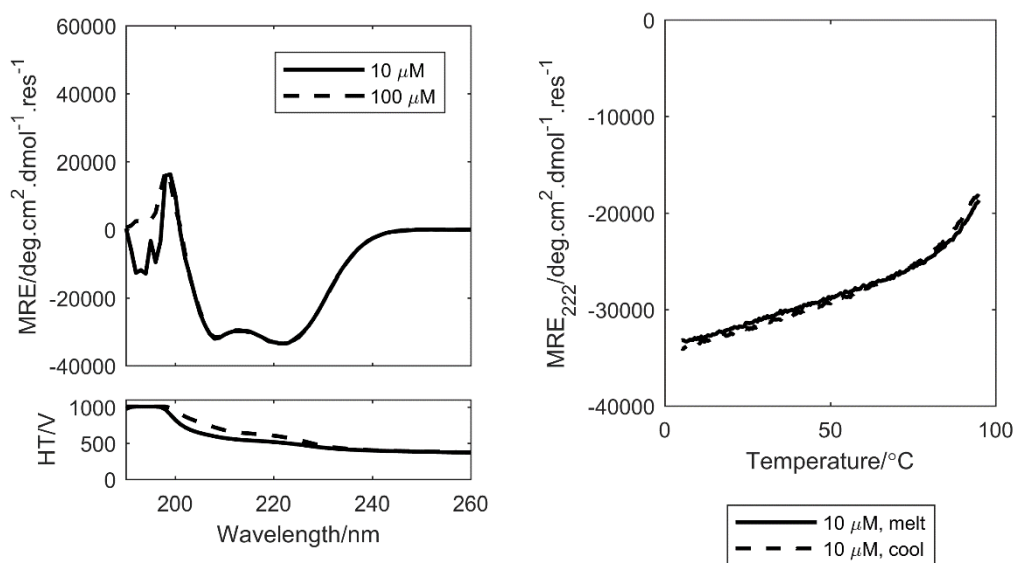 60000
40000
20000
0
-20000
-40000
MRE/deg.cm2.dmol-1.res-1
10 μM
100 μM
1000
500
0
HT/V
200
220
240
260
Wavelength/nm
0
-10000
-20000
-30000
-40000
MRE222/deg.cm2.dmol-1.res-1
0
50
100
Temperature/°C
10 μM, melt
10 μM, cool